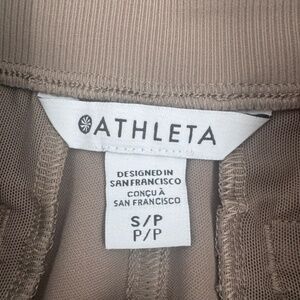 ATHLETA
DESIGNED IN
SAN FRANCISCO
CONÇU À
SAN FRANCISCO
S/P
P/P